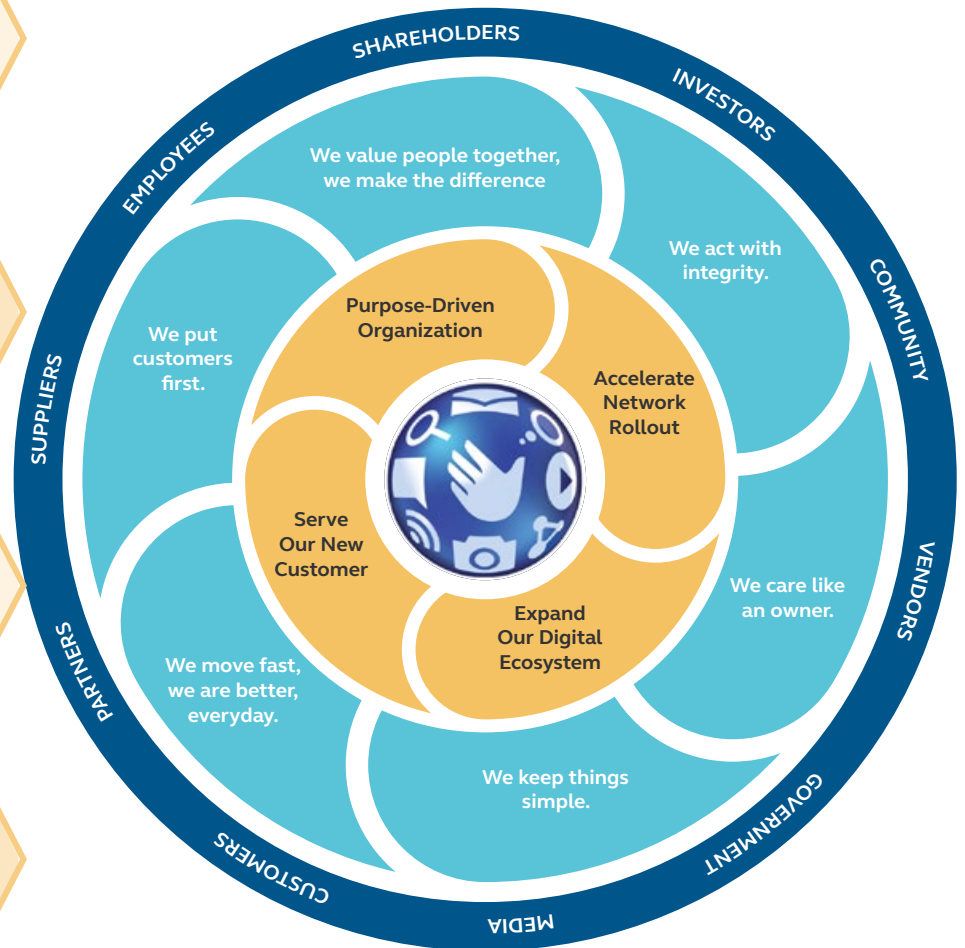 SHAREHOLDERS
INVESTORS
COMMUNITY
VENDORS
GOVERNMENT
MEDIA
CUSTOMERS
PARTNERS
SUPPLIERS
EMPLOYEES
We value people together,
we make the difference
We act with
integrity.
We care like
an owner.
We keep things
simple.
We move fast,
we are better,
everyday.
We put
customers
first.
Purpose-Driven
Organization
Accelerate
Network
Rollout
Expand
Our Digital
Ecosystem
Serve
Our New
Customer